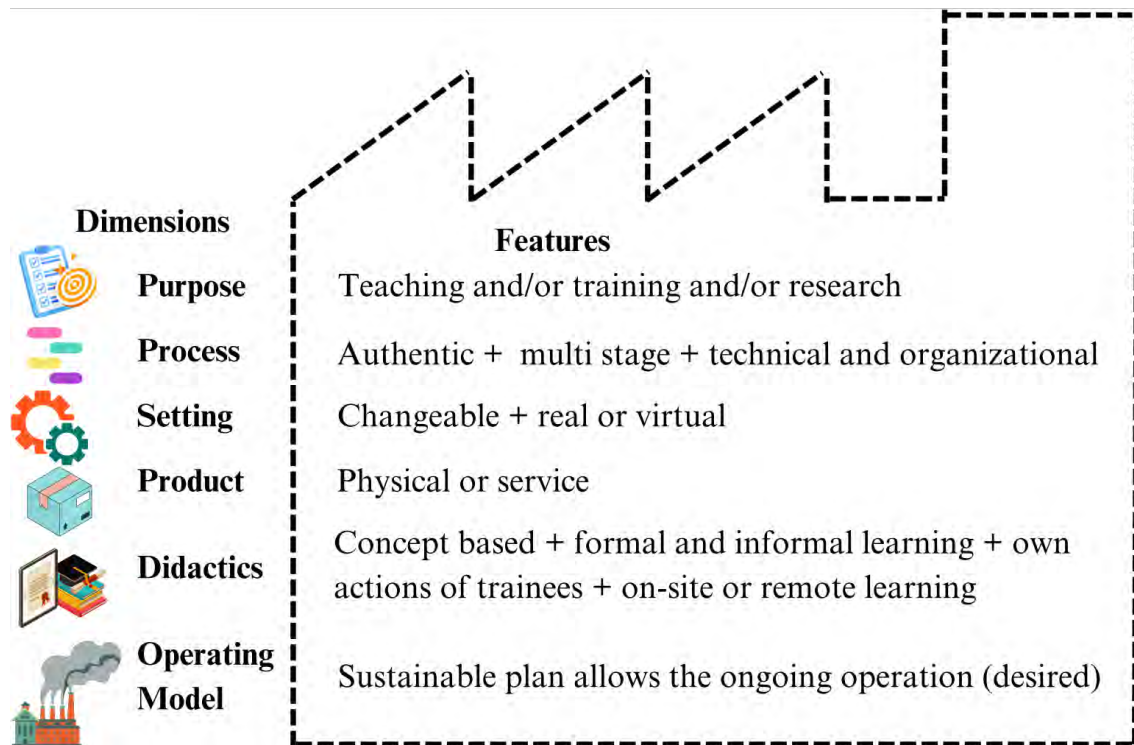 Dimensions
Features
Purpose
Teaching and/or training and/or research
Process
Authentic + multi stage + technical and organizational
Setting
Changeable + real or virtual
Product
Physical or service
Didactics
Concept based + formal and informal learning + own
actions of trainees + on-site or remote learning
Operating
Model
Sustainable plan allows the ongoing operation (desired)